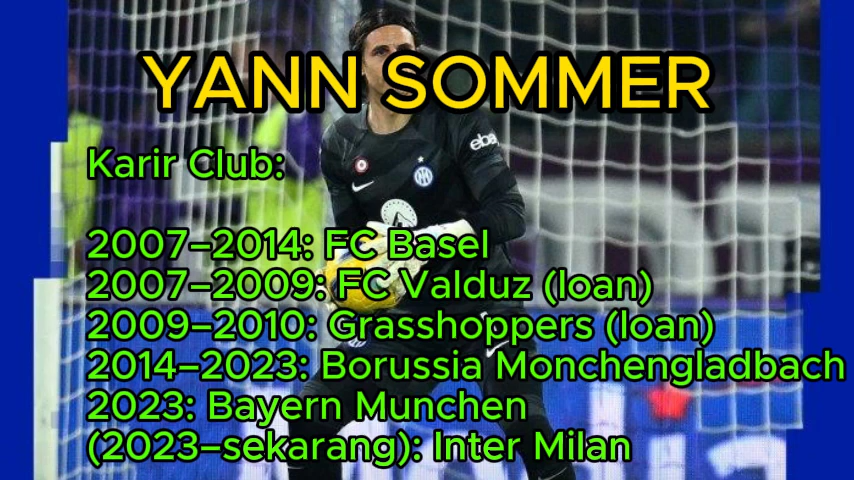 YANN SOMMER
Karir Club:
2007–2014: FC Basel
2007–2009: FC Valduz (loan)
2009–2010: Grasshoppers (loan)
2014–2023: Borussia Monchengladbach
2023: Bayern Munchen
(2023–sekarang): Inter Milan
eba